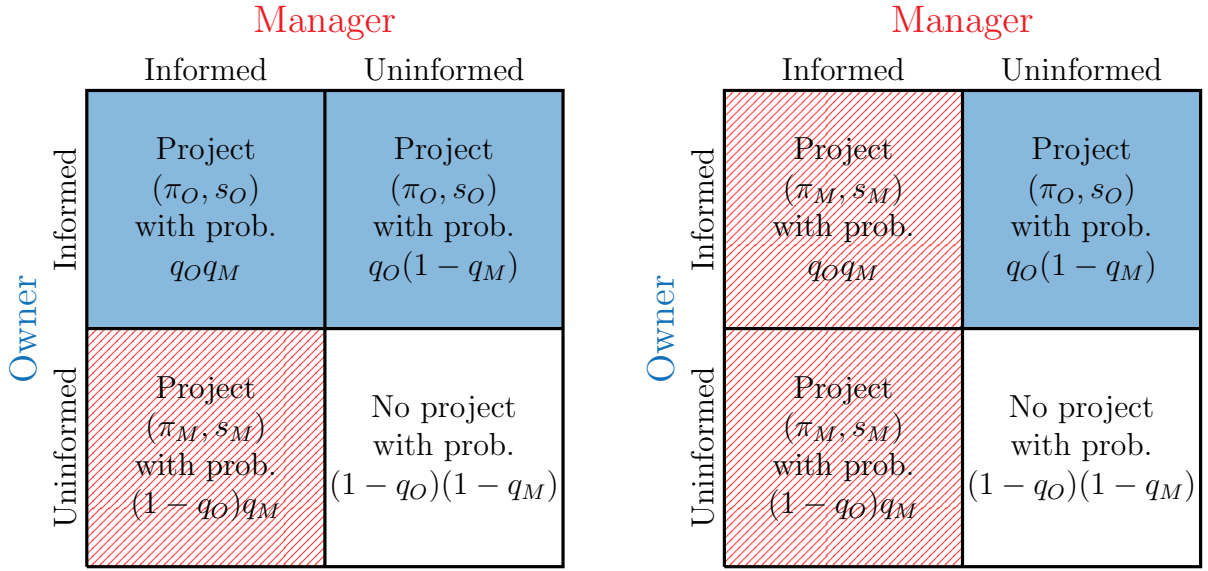 Manager
Informed
Uninformed
Owner
Informed
Uninformed
Project
(π_O, s_O)
with prob.
q_O q_M
Project
(π_O, s_O)
with prob.
q_O(1 − q_M)
Project
(π_M, s_M)
with prob.
(1 − q_O)q_M
No project
with prob.
(1 − q_O)(1 − q_M)
Manager
Informed
Uninformed
Owner
Informed
Uninformed
Project
(π_M, s_M)
with prob.
q_O q_M
Project
(π_O, s_O)
with prob.
q_O(1 − q_M)
Project
(π_M, s_M)
with prob.
(1 − q_O)q_M
No project
with prob.
(1 − q_O)(1 − q_M)